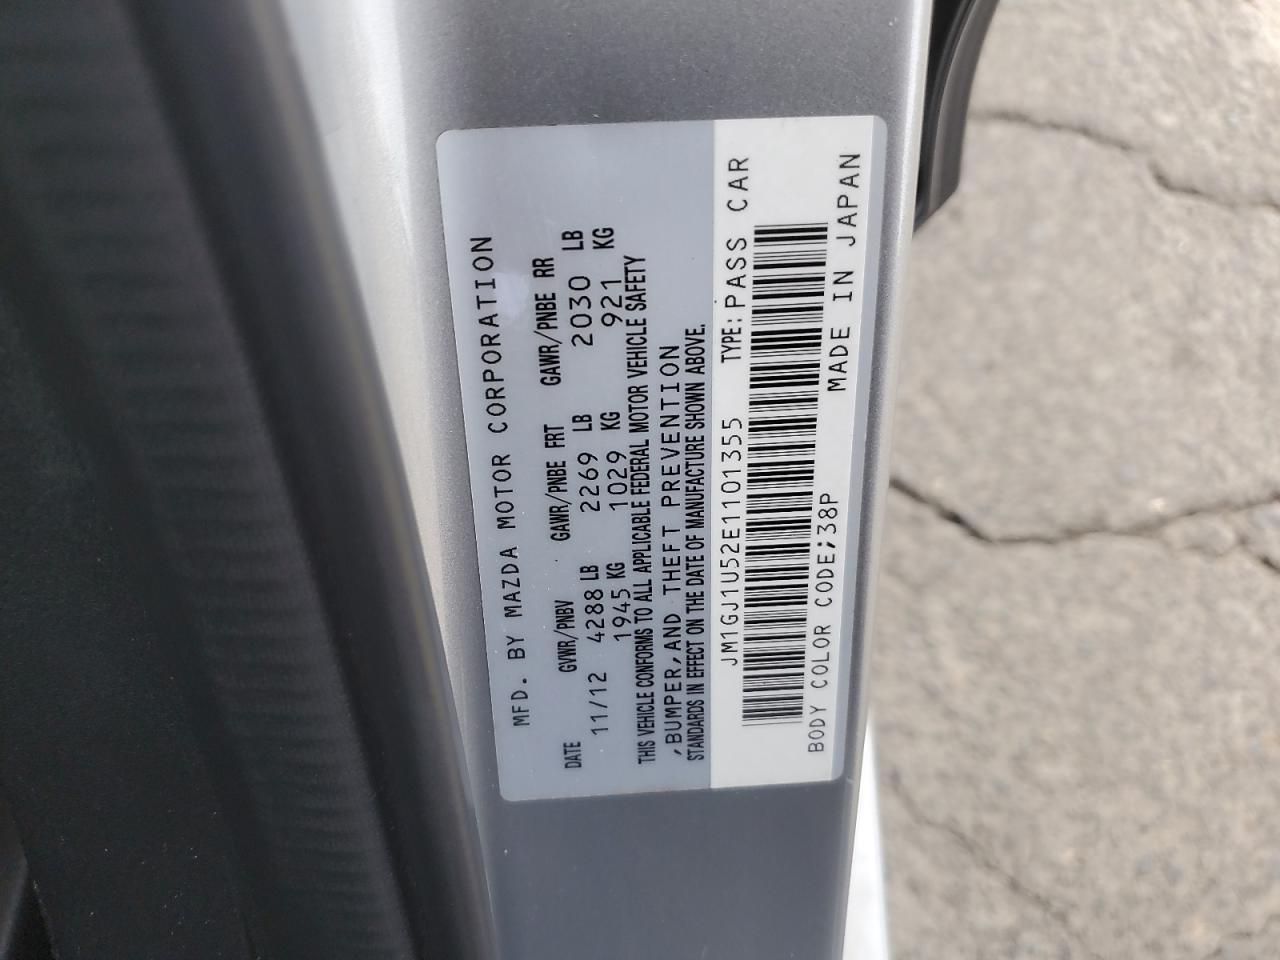 MFD. BY MAZDA MOTOR CORPORATION
DATE GVWR/PNBV GAWR/PNBE FRT GAWR/PNBE RR
11/12 4288 LB 2269 LB 2030 LB
1945 KG 1029 KG 921 KG
THIS VEHICLE CONFORMS TO ALL APPLICABLE FEDERAL MOTOR VEHICLE SAFETY
,BUMPER,AND THEFT PREVENTION
STANDARDS IN EFFECT ON THE DATE OF MANUFACTURE SHOWN ABOVE.
JM1GJ1U52E1101355 TYPE: PASS CAR
BODY COLOR CODE;38P MADE IN JAPAN